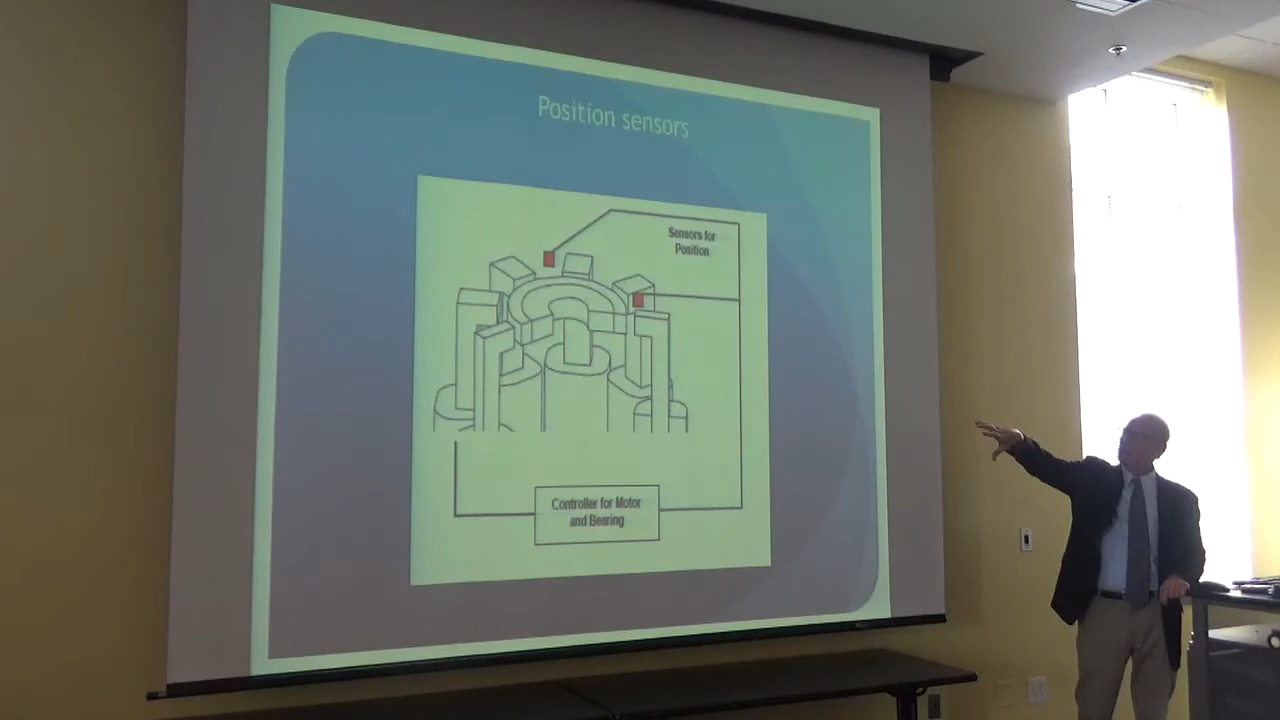 Position sensors
Sensors for
Position
Controller for Motor
and Bearing